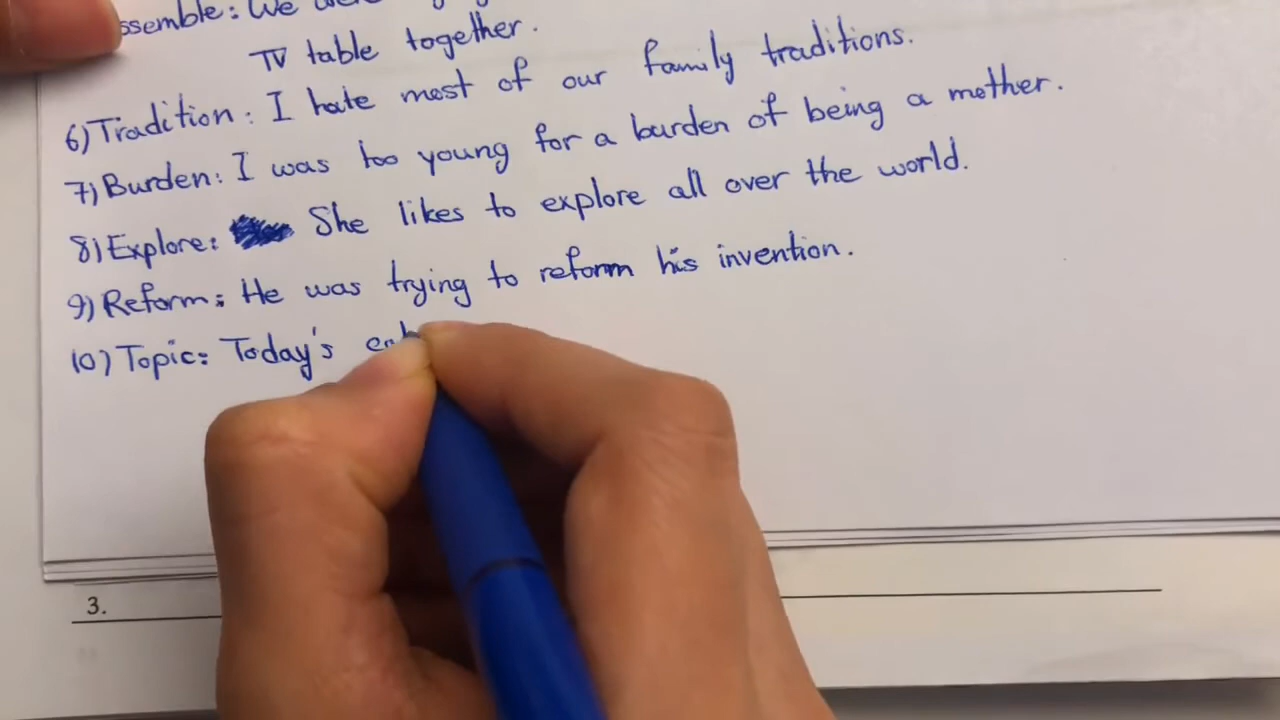 ssemble: We
TV table together.
6) Tradition: I hate most of our family traditions.
7) Burden: I was too young for a burden of being a mother.
8) Explore: She likes to explore all over the world.
9) Reform: He was trying to reform his invention.
10) Topic: Today's
3.